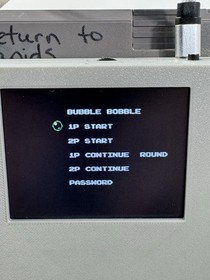 eturn to
BUBBLE BOBBLE
1P START
2P START
1P CONTINUE ROUND
2P CONTINUE
PASSWORD